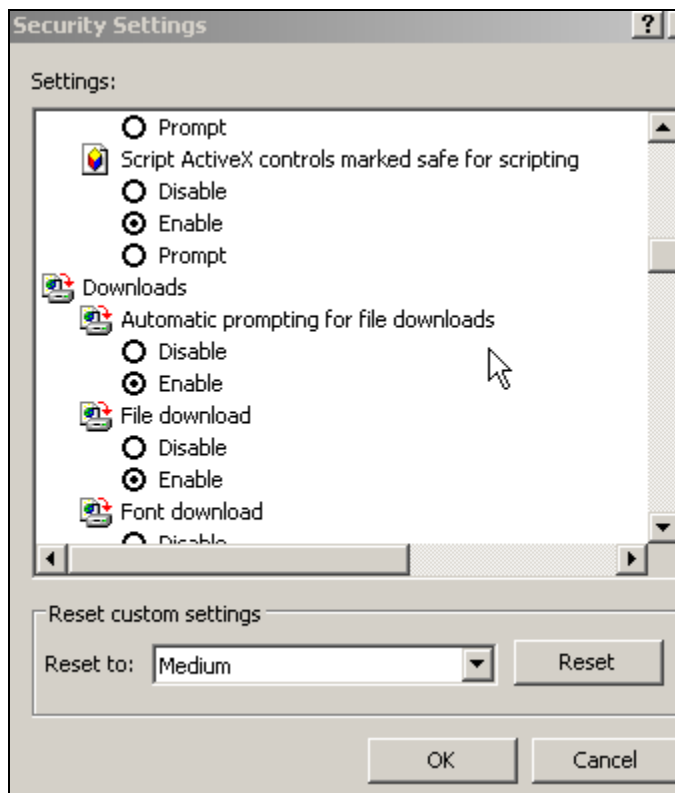 Security Settings
?
Settings:
Prompt
Script ActiveX controls marked safe for scripting
Disable
Enable
Prompt
Downloads
Automatic prompting for file downloads
Disable
Enable
File download
Disable
Enable
Font download
Disable
Reset custom settings
Reset to:
Medium
Reset
OK
Cancel